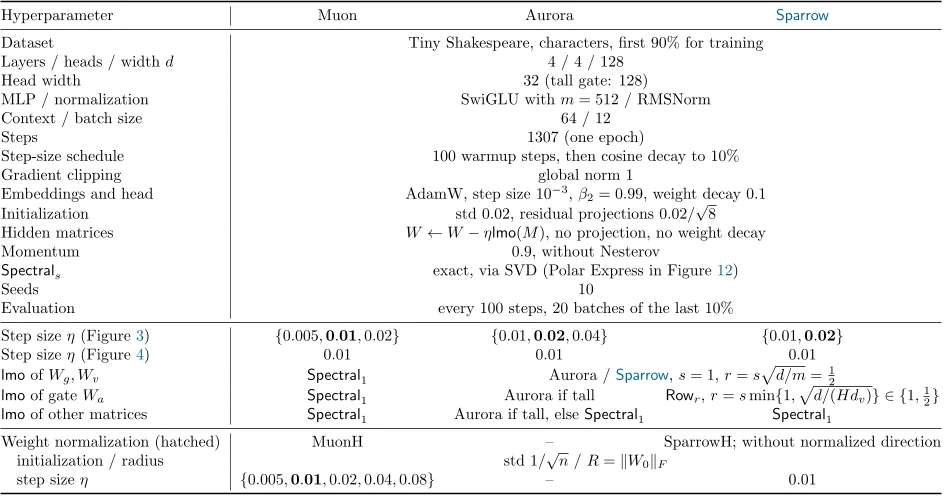 Hyperparameter Muon Aurora Sparrow
Dataset Tiny Shakespeare, characters, first 90% for training
Layers / heads / width d 4 / 4 / 128
Head width 32 (tall gate: 128)
MLP / normalization SwiGLU with m = 512 / RMSNorm
Context / batch size 64 / 12
Steps 1307 (one epoch)
Step-size schedule 100 warmup steps, then cosine decay to 10%
Gradient clipping global norm 1
Embeddings and head AdamW, step size 10⁻³, β₂ = 0.99, weight decay 0.1
Initialization std 0.02, residual projections 0.02/√8
Hidden matrices W ← W − ηlmo(M), no projection, no weight decay
Momentum 0.9, without Nesterov
Spectralₛ exact, via SVD (Polar Express in Figure 12)
Seeds 10
Evaluation every 100 steps, 20 batches of the last 10%
Step size η (Figure 3) {0.005, 0.01, 0.02} {0.01, 0.02, 0.04} {0.01, 0.02}
Step size η (Figure 4) 0.01 0.01 0.01
lmo of W_g, W_v Spectral₁ Aurora / Sparrow, s = 1, r = s√(d/m) = 1/2
lmo of gate W_a Spectral₁ Aurora if tall Row_r, r = s min{1, √(d/(Hd_v))} ∈ {1, 1/2}
lmo of other matrices Spectral₁ Aurora if tall, else Spectral₁ Spectral₁
Weight normalization (hatched) MuonH – SparrowH; without normalized direction
initialization / radius std 1/√n / R = ‖W₀‖_F
step size η {0.005, 0.01, 0.02, 0.04, 0.08} – 0.01